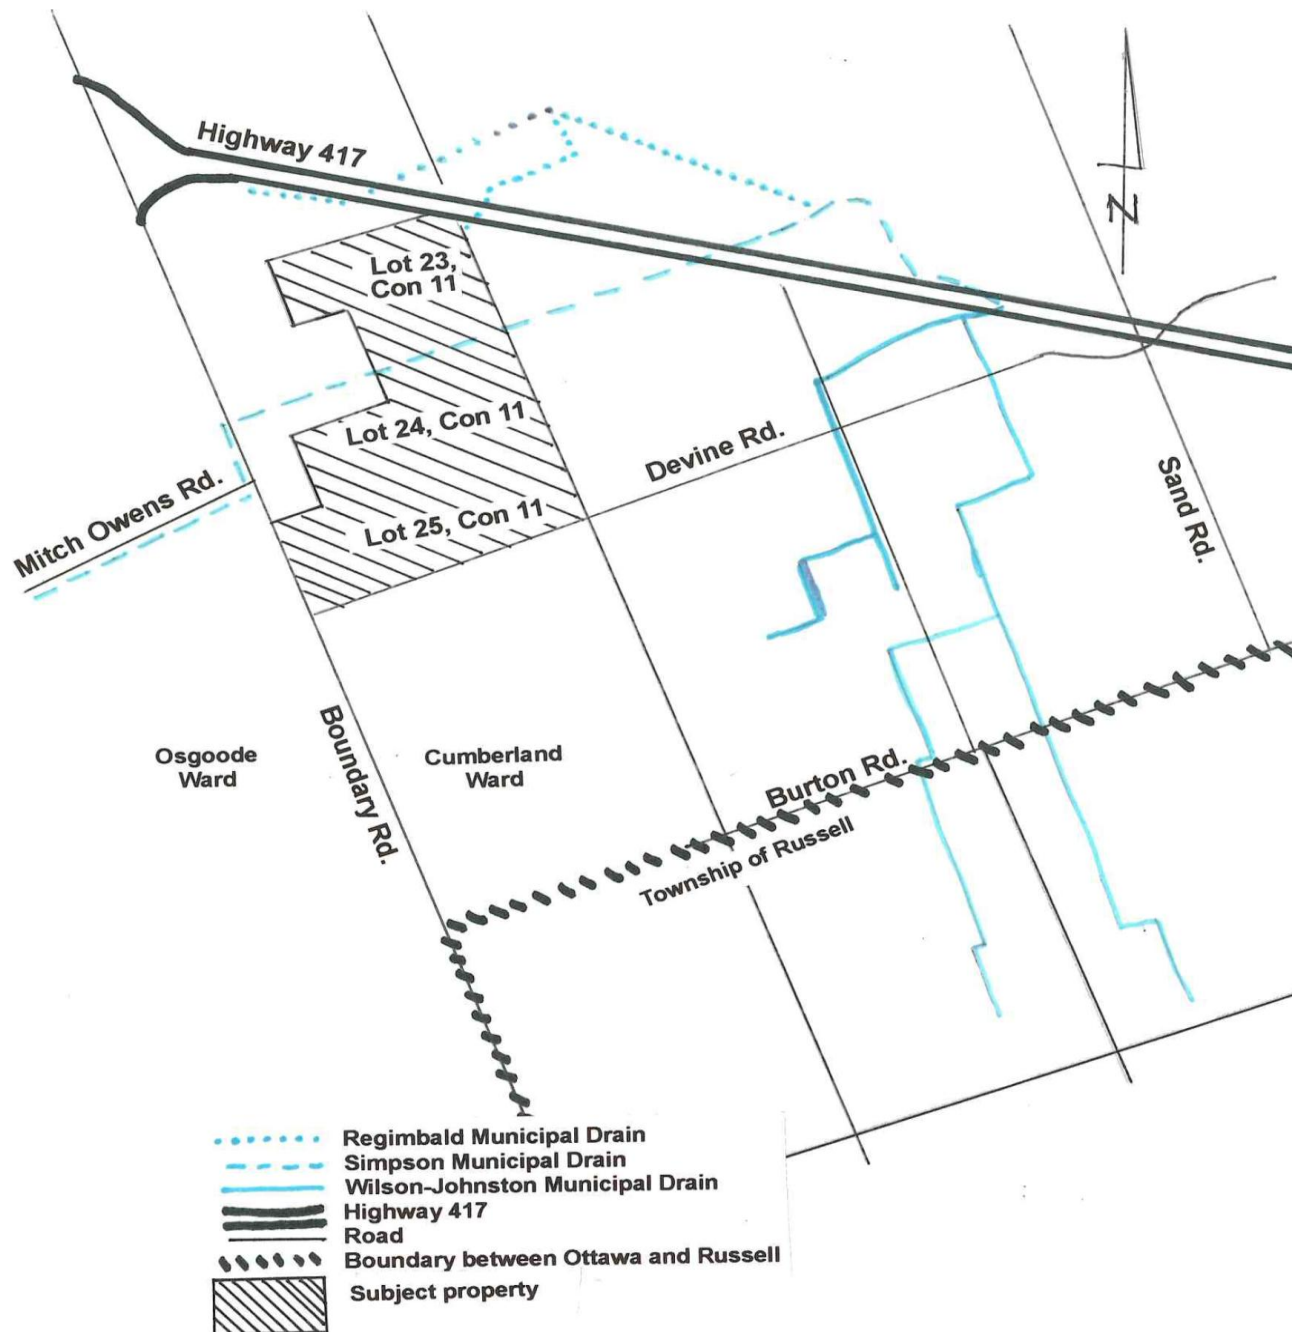 Highway 417
N
Lot 23,
Con 11
Lot 24, Con 11
Devine Rd.
Mitch Owens Rd.
Lot 25, Con 11
Sand Rd.
Boundary Rd.
Osgoode
Ward
Cumberland
Ward
Burton Rd.
Township of Russell
Regimbald Municipal Drain
Simpson Municipal Drain
Wilson-Johnston Municipal Drain
Highway 417
Road
Boundary between Ottawa and Russell
Subject property